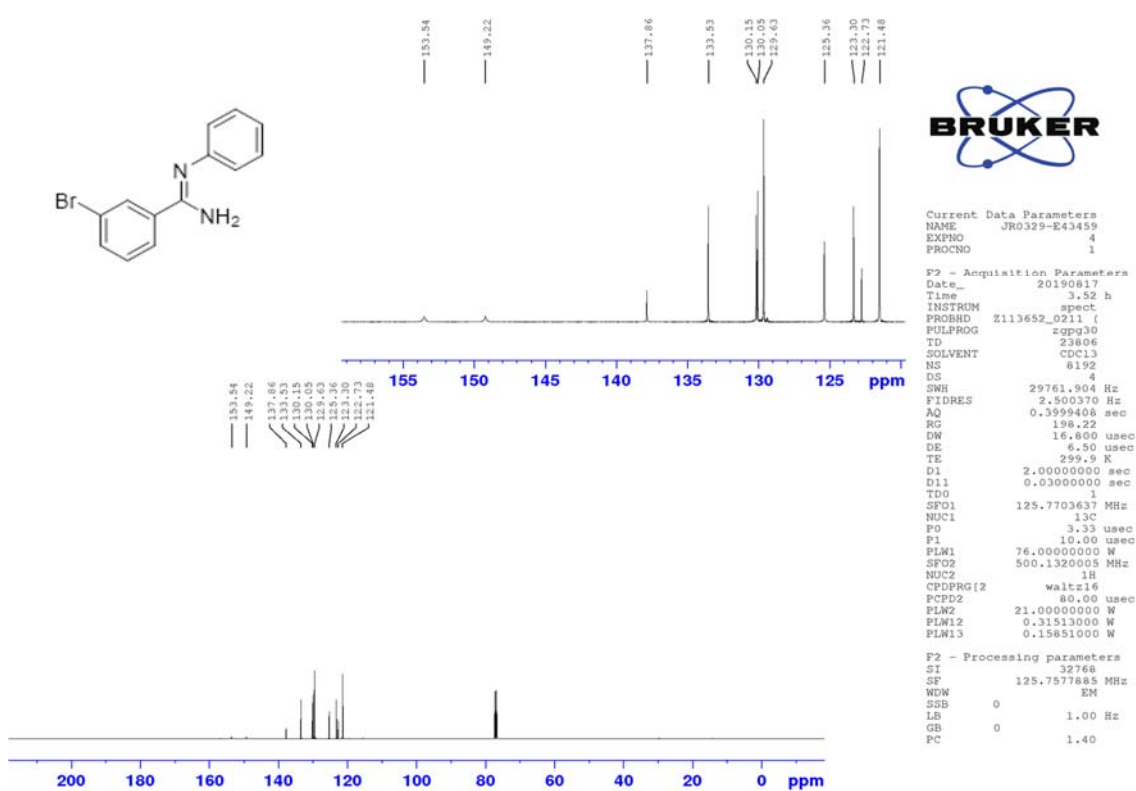 153.54
149.22
137.86
133.53
130.15
130.05
129.63
125.36
123.30
122.73
121.48
N
Br
NH2
155 150 145 140 135 130 125 ppm
153.54
149.22
137.86
133.53
130.15
130.05
129.63
125.36
123.30
122.73
121.48
200 180 160 140 120 100 80 60 40 20 0 ppm
BRUKER
Current Data Parameters
NAME JR0329-E43459
EXPNO 4
PROCNO 1
F2 - Acquisition Parameters
Date_ 20190817
Time 3.52 h
INSTRUM spect
PROBHD Z113652_0211 (
PULPROG zgpg30
TD 23806
SOLVENT CDCl3
NS 8192
DS 4
SWH 29761.904 Hz
FIDRES 2.500370 Hz
AQ 0.3999408 sec
RG 198.22
DW 16.800 usec
DE 6.50 usec
TE 299.9 K
D1 2.00000000 sec
D11 0.03000000 sec
TD0 1
SFO1 125.7703637 MHz
NUC1 13C
P0 3.33 usec
P1 10.00 usec
PLW1 76.00000000 W
SFO2 500.1320005 MHz
NUC2 1H
CPDPRG[2 waltz16
PCPD2 80.00 usec
PLW2 21.00000000 W
PLW12 0.31513000 W
PLW13 0.15851000 W
F2 - Processing parameters
SI 32768
SF 125.7577885 MHz
WDW EM
SSB 0
LB 1.00 Hz
GB 0
PC 1.40